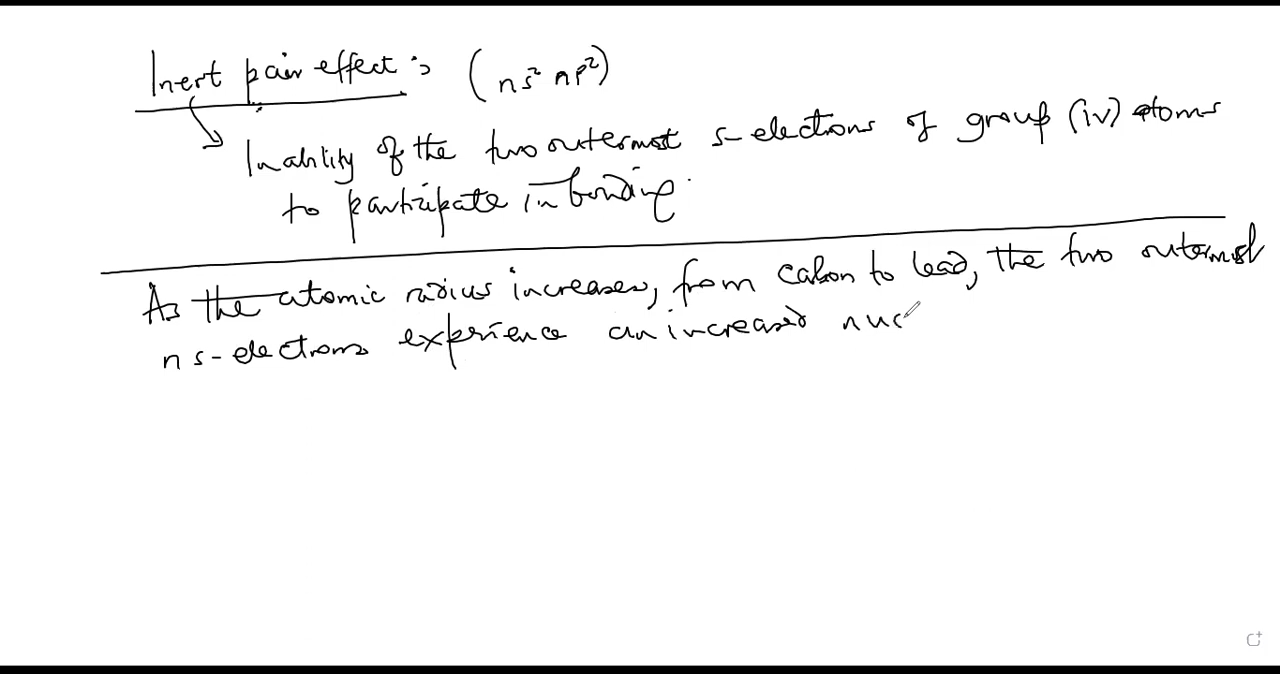 Inert pair effect :> (ns² np²)
Inability of the two outermost s-electrons of group (iv) atoms
to participate in bonding.
As the atomic radius increases, from carbon to lead, the two outermost
ns-electrons experience an increased nuc